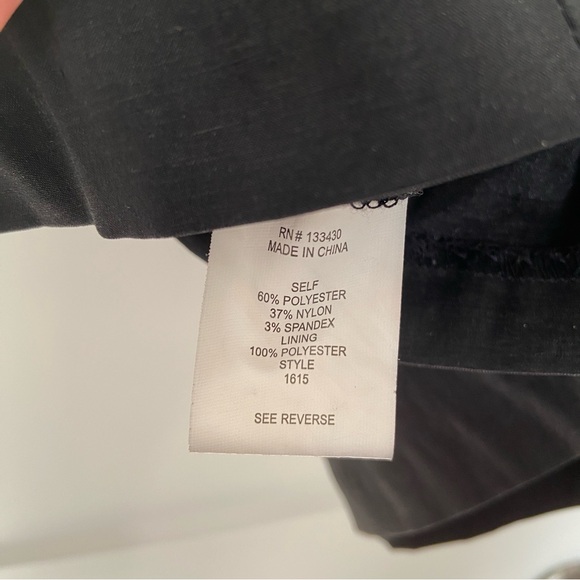 RN# 133430
MADE IN CHINA
SELF
60% POLYESTER
37% NYLON
3% SPANDEX
LINING
100% POLYESTER
STYLE
1615
SEE REVERSE